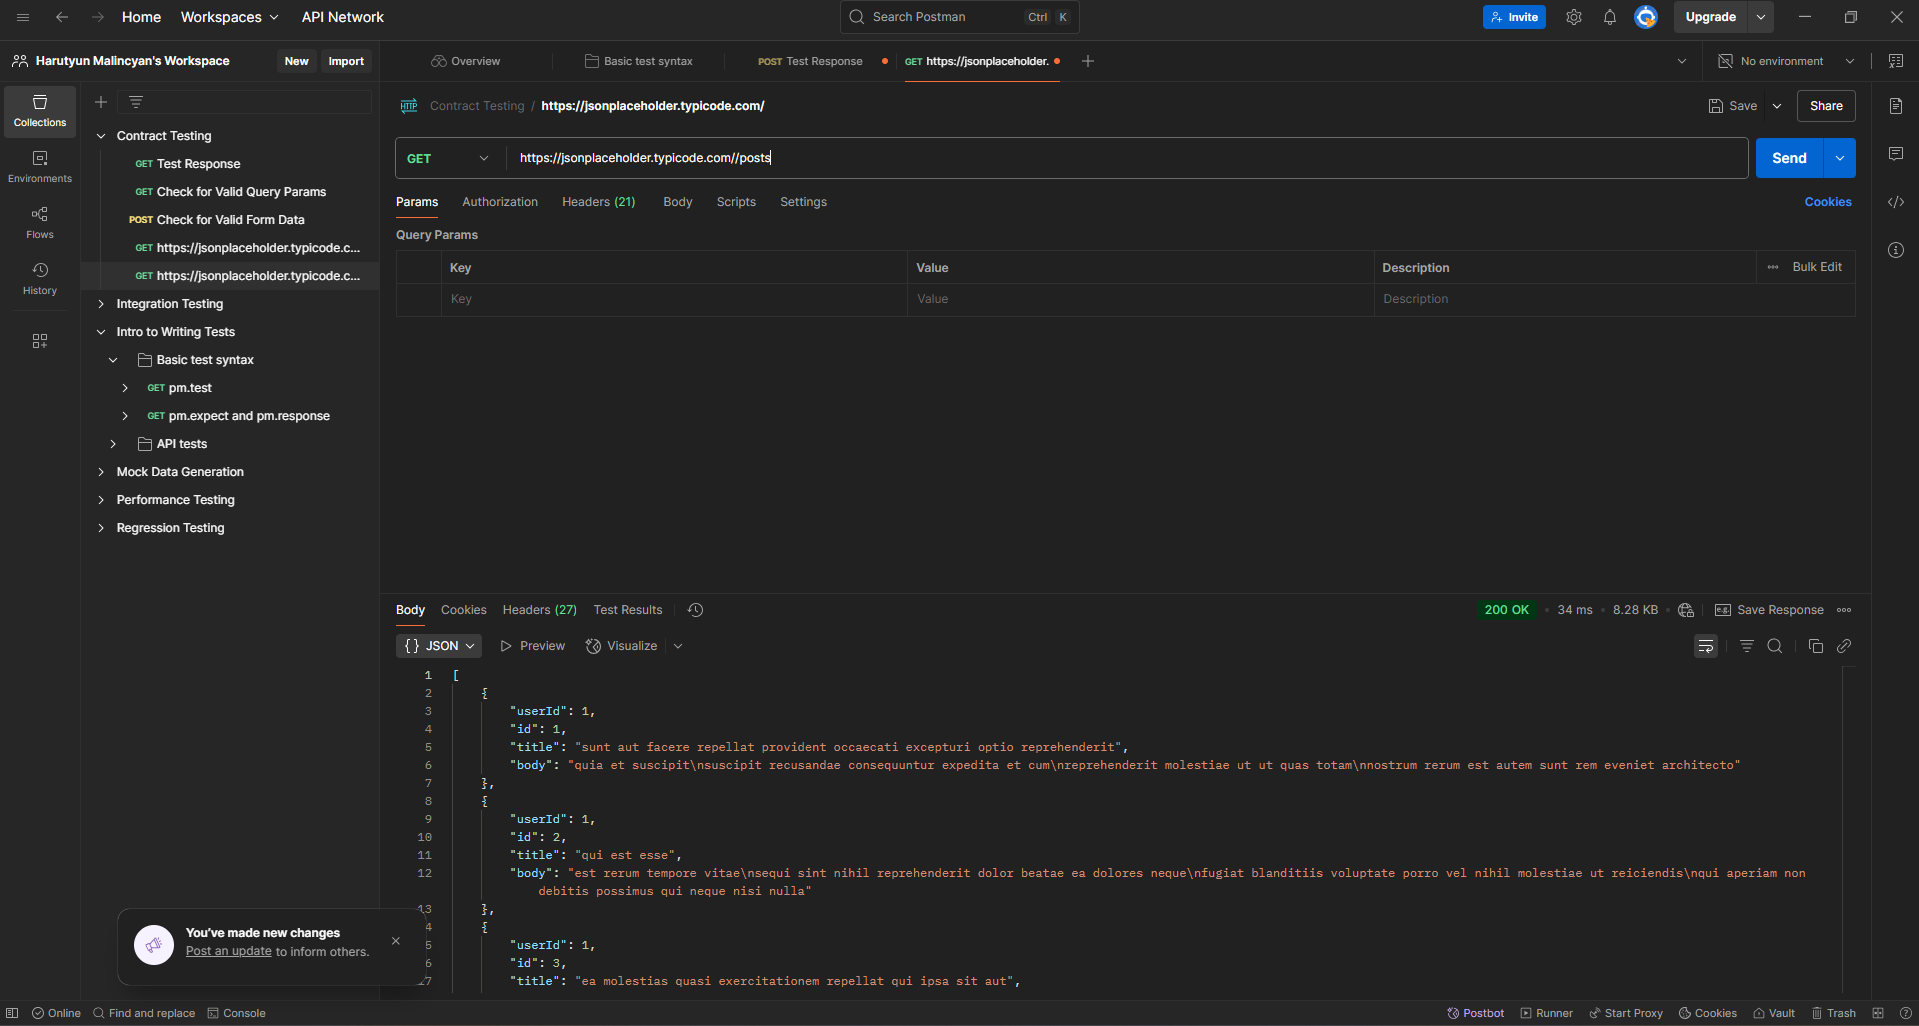 Home Workspaces API Network Search Postman Ctrl K Invite Upgrade
Harutyun Malincyan's Workspace New Import
Overview Basic test syntax POST Test Response GET https://jsonplaceholder. No environment
Collections
Environments
Flows
History
Contract Testing
GET Test Response
GET Check for Valid Query Params
POST Check for Valid Form Data
GET https://jsonplaceholder.typicode.c...
GET https://jsonplaceholder.typicode.c...
Integration Testing
Intro to Writing Tests
Basic test syntax
GET pm.test
GET pm.expect and pm.response
API tests
Mock Data Generation
Performance Testing
Regression Testing
HTTP Contract Testing / https://jsonplaceholder.typicode.com/ Save Share
GET https://jsonplaceholder.typicode.com//posts Send
Params Authorization Headers (21) Body Scripts Settings Cookies
Query Params
Key Value Description Bulk Edit
Key Value Description
Body Cookies Headers (27) Test Results 200 OK 34 ms 8.28 KB e.g. Save Response
{} JSON Preview Visualize
1 [
2 {
3 "userId": 1,
4 "id": 1,
5 "title": "sunt aut facere repellat provident occaecati excepturi optio reprehenderit",
6 "body": "quia et suscipit\nsuscipit recusandae consequuntur expedita et cum\nreprehenderit molestiae ut ut quas totam\nnostrum rerum est autem sunt rem eveniet architecto"
7 },
8 {
9 "userId": 1,
10 "id": 2,
11 "title": "qui est esse",
12 "body": "est rerum tempore vitae\nsequi sint nihil reprehenderit dolor beatae ea dolores neque\nfugiat blanditiis voluptate porro vel nihil molestiae ut reiciendis\nqui aperiam non
debitis possimus qui neque nisi nulla"
13 },
4 {
5 "userId": 1,
6 "id": 3,
17 "title": "ea molestias quasi exercitationem repellat qui ipsa sit aut",
You've made new changes
Post an update to inform others.
Online Find and replace Console Postbot Runner Start Proxy Cookies Vault Trash